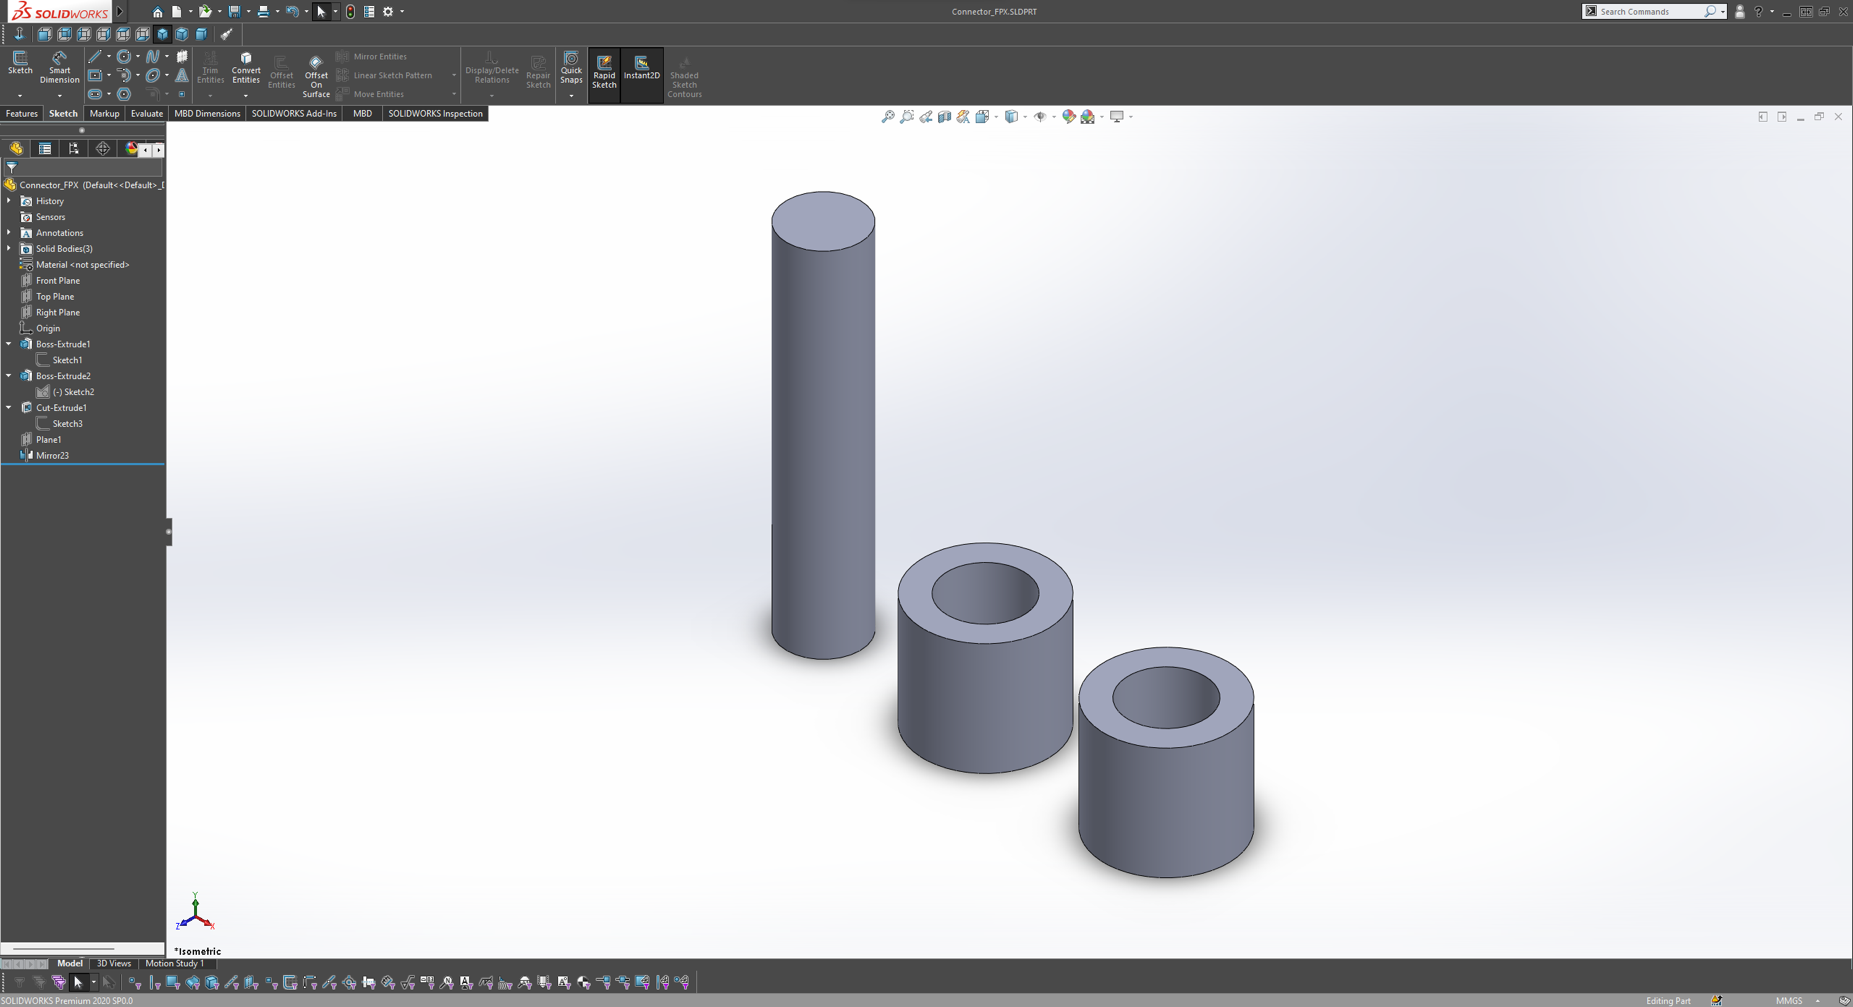 SOLIDWORKS
Connector_FPX.SLDPRT
Search Commands
Sketch
Smart Dimension
Trim Entities
Convert Entities
Offset Entities
Offset On Surface
Mirror Entities
Linear Sketch Pattern
Move Entities
Display/Delete Relations
Repair Sketch
Quick Snaps
Rapid Sketch
Instant2D
Shaded Sketch Contours
Features
Sketch
Markup
Evaluate
MBD Dimensions
SOLIDWORKS Add-Ins
MBD
SOLIDWORKS Inspection
Connector_FPX (Default<<Default>_D
History
Sensors
Annotations
Solid Bodies(3)
Material <not specified>
Front Plane
Top Plane
Right Plane
Origin
Boss-Extrude1
Sketch1
Boss-Extrude2
(-) Sketch2
Cut-Extrude1
Sketch3
Plane1
Mirror23
Y
Z
X
*Isometric
Model
3D Views
Motion Study 1
SOLIDWORKS Premium 2020 SP0.0
Editing Part
MMGS